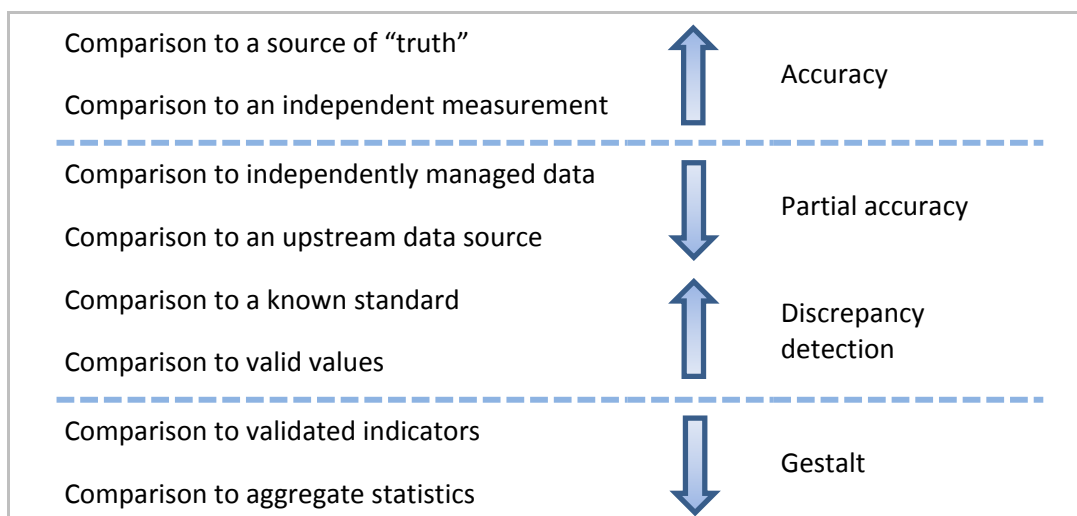 Comparison to a source of “truth”
Comparison to an independent measurement
Accuracy
Comparison to independently managed data
Comparison to an upstream data source
Partial accuracy
Comparison to a known standard
Comparison to valid values
Discrepancy
detection
Comparison to validated indicators
Comparison to aggregate statistics
Gestalt